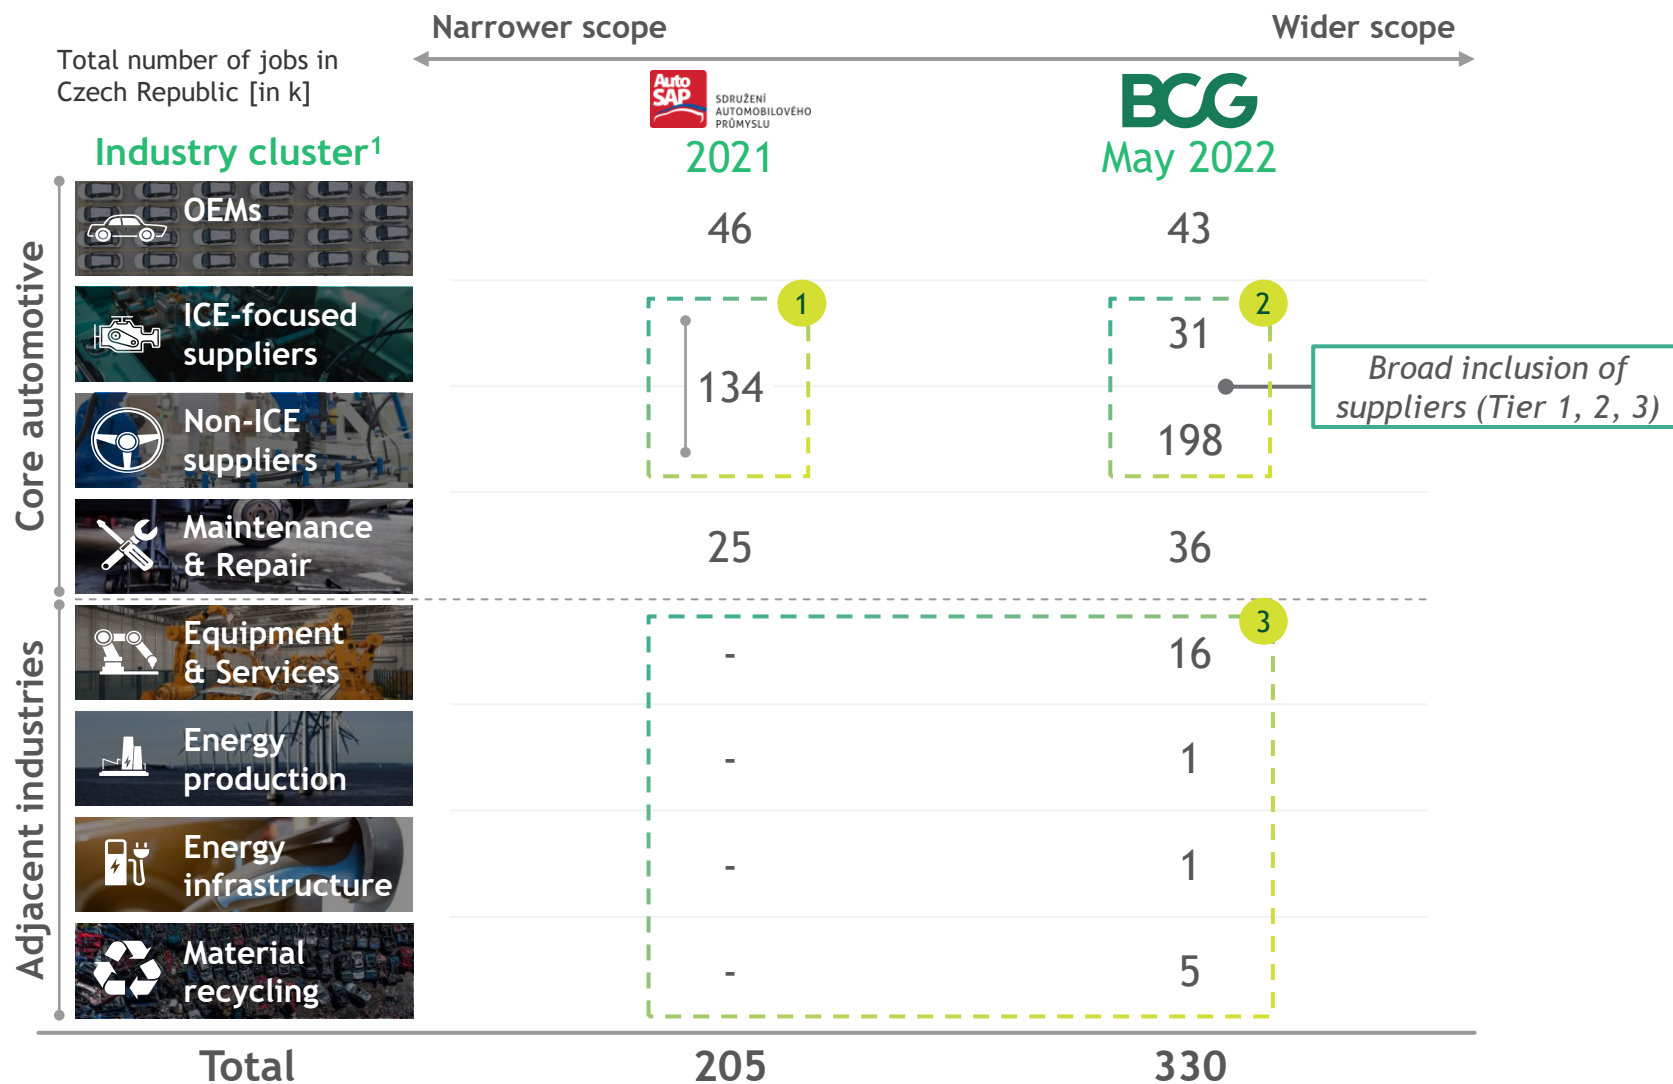 Narrower scope
Wider scope
Total number of jobs in
Czech Republic [in k]
Auto
SAP
SDRUŽENÍ
AUTOMOBILOVÉHO
PRŮMYSLU
BCG
Industry cluster1
2021
May 2022
Core automotive
OEMs
46
43
ICE-focused
suppliers
Non-ICE
suppliers
1
134
2
31
198
Broad inclusion of
suppliers (Tier 1, 2, 3)
Maintenance
& Repair
25
36
Adjacent industries
3
Equipment
& Services
-
16
Energy
production
-
1
Energy
infrastructure
-
1
Material
recycling
-
5
Total
205
330